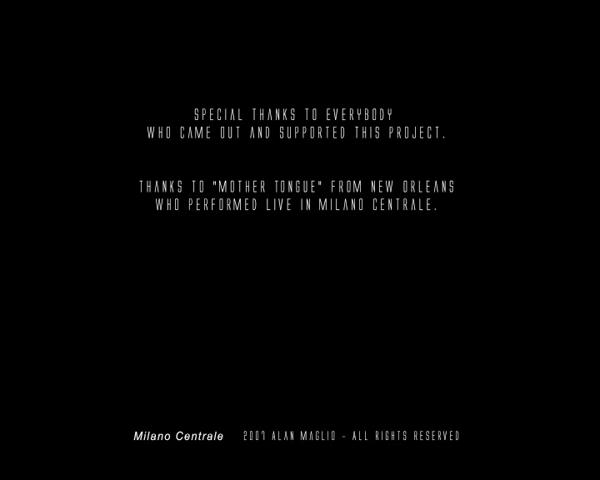 SPECIAL THANKS TO EVERYBODY
WHO CAME OUT AND SUPPORTED THIS PROJECT.
THANKS TO "MOTHER TONGUE" FROM NEW ORLEANS
WHO PERFORMED LIVE IN MILANO CENTRALE.
Milano Centrale 2007 ALAN MAGLIO - ALL RIGHTS RESERVED